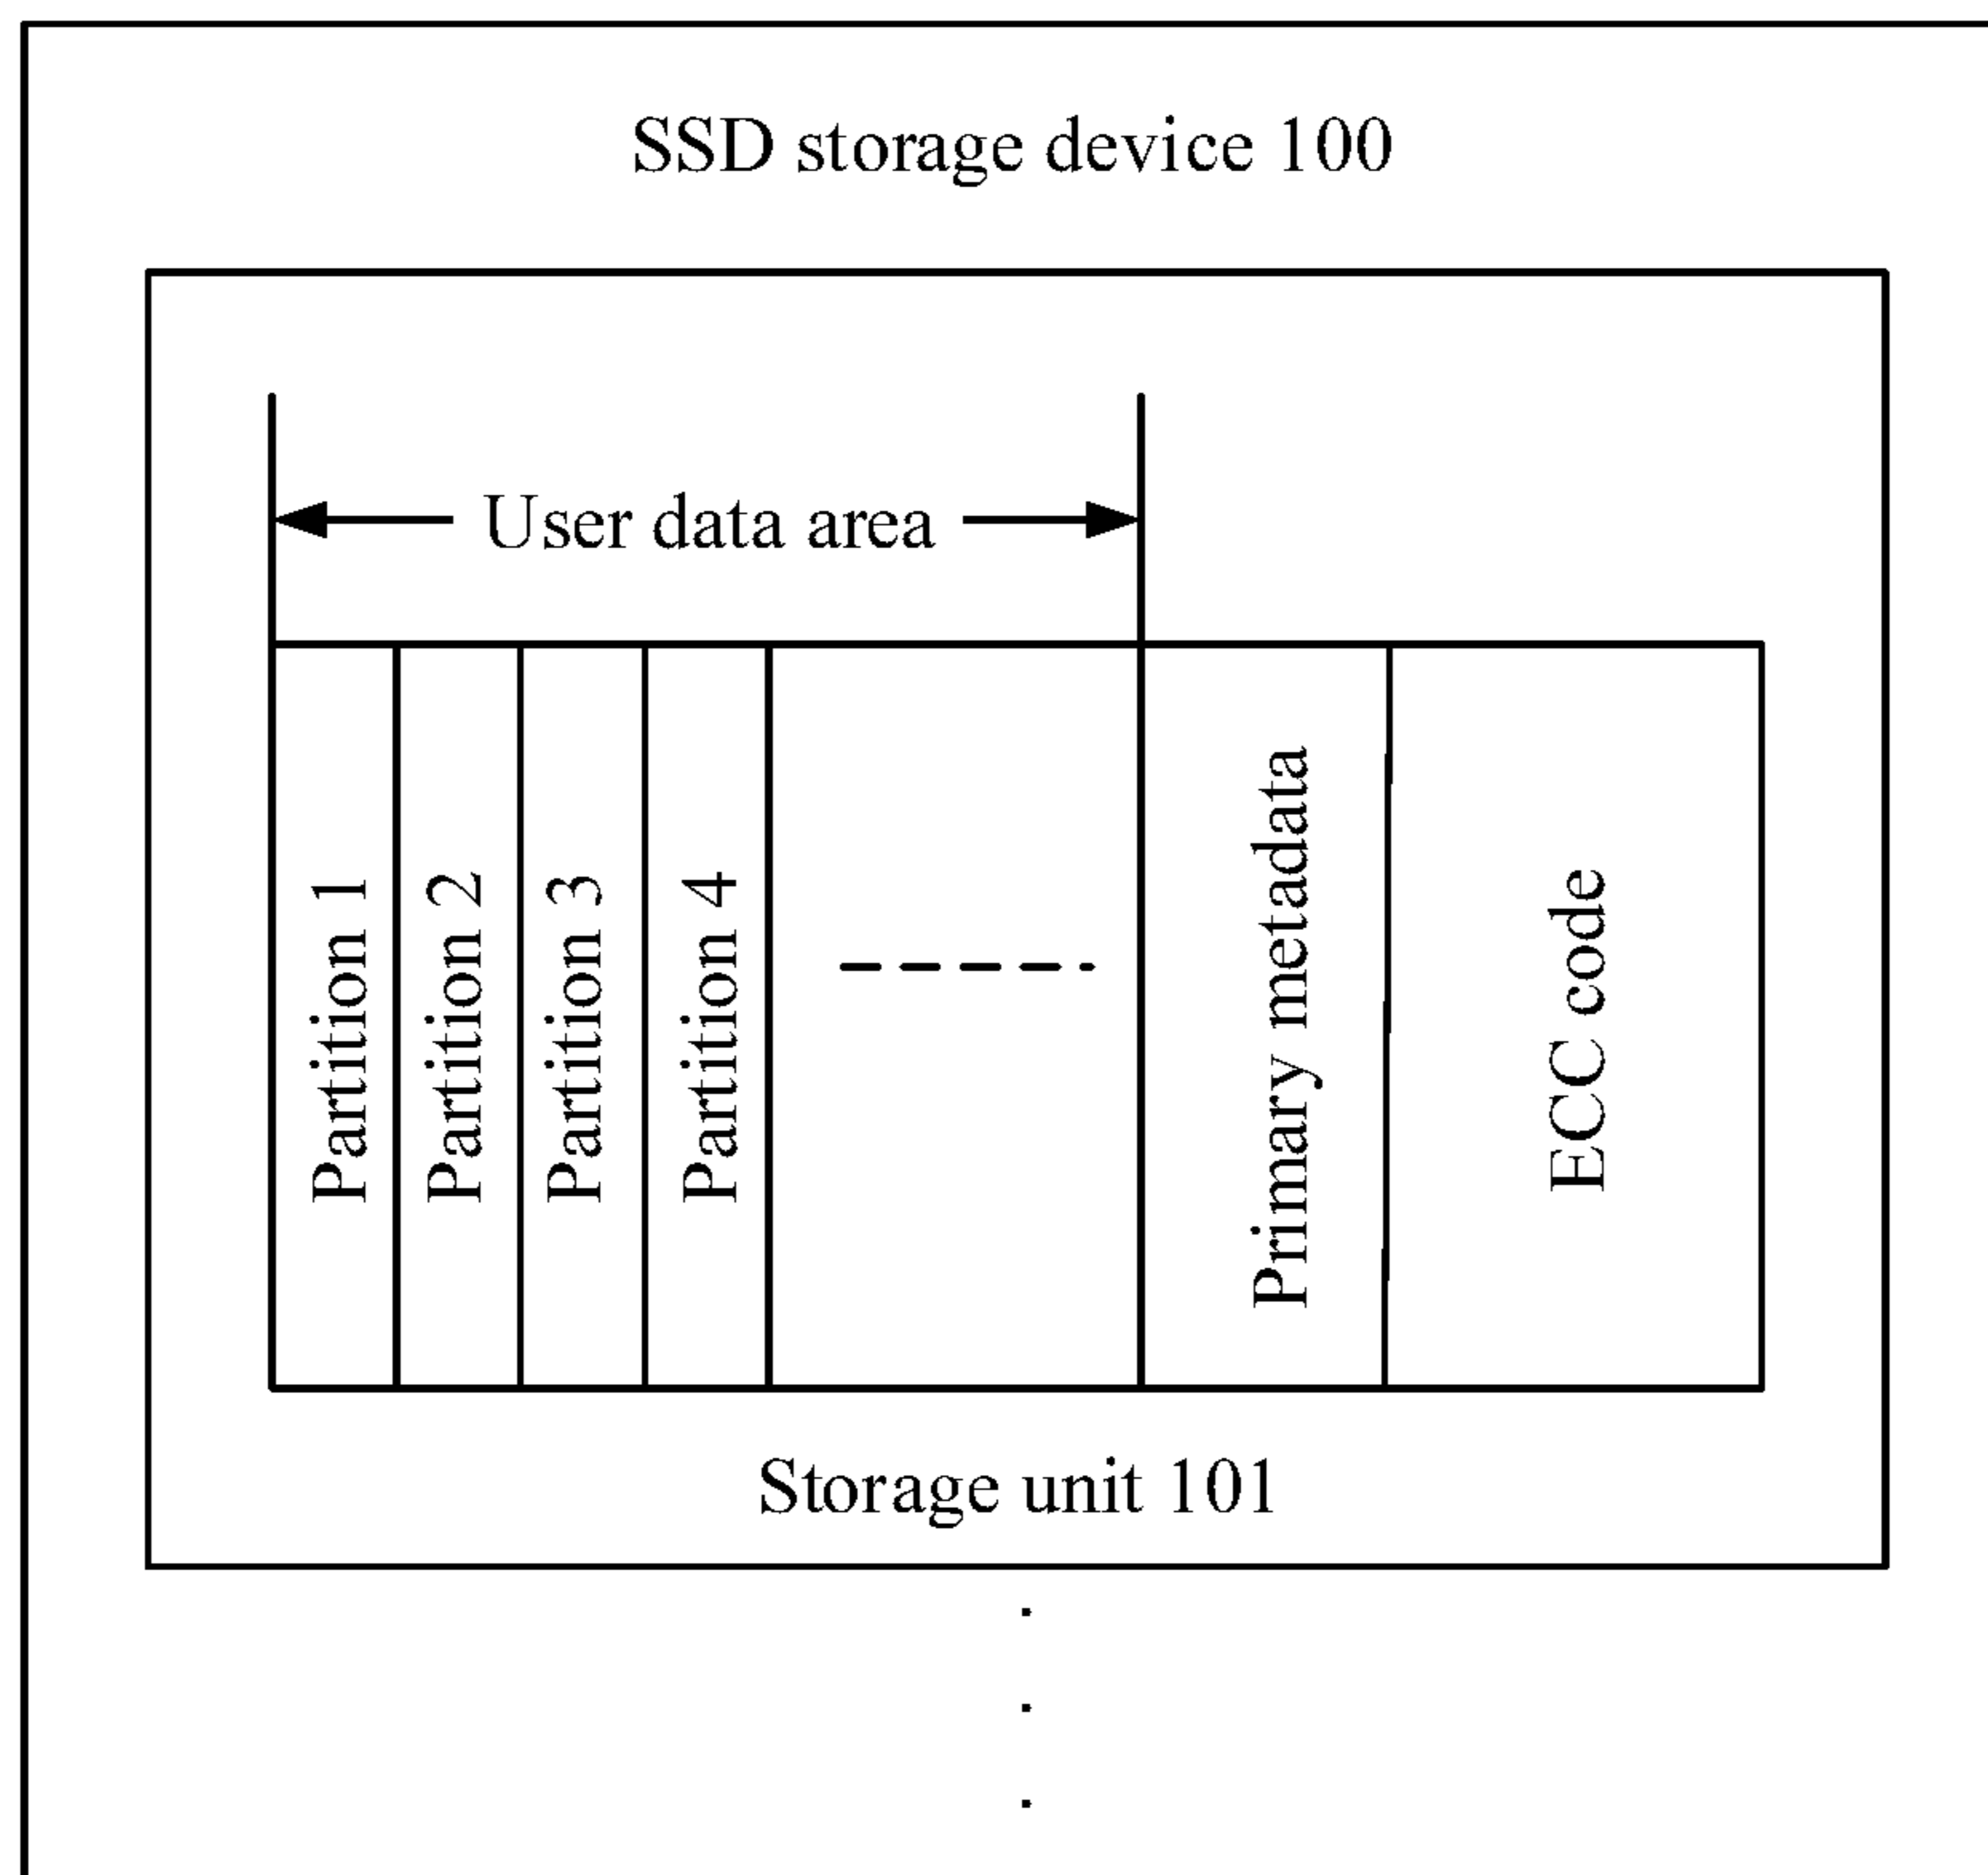 SSD storage device 100
User data area
Partition 1
Partition 2
Partition 3
Partition 4
Primary metadata
ECC code
Storage unit 101